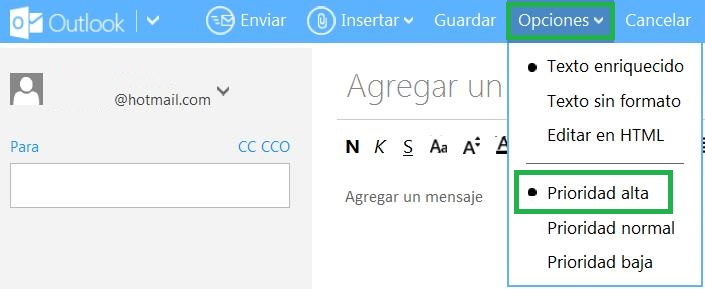 Outlook Enviar Insertar Guardar Opciones Cancelar
@hotmail.com
Para CC CCO
Agregar un
N K S Aa A A
Agregar un mensaje
Texto enriquecido
Texto sin formato
Editar en HTML
Prioridad alta
Prioridad normal
Prioridad baja